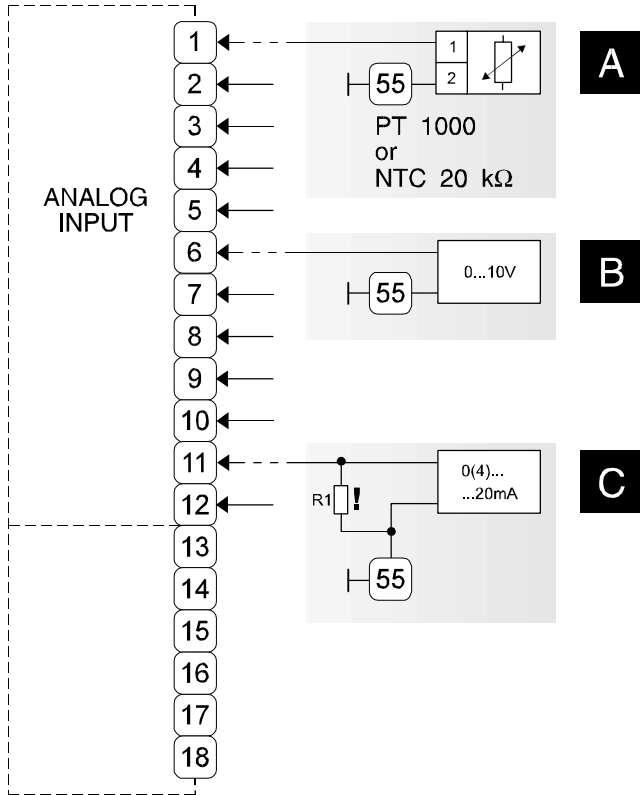 1
1
2
A
2
55
3
PT 1000
or
4
NTC 20 kΩ
ANALOG
INPUT
5
6
0...10V
B
7
55
8
9
10
11
0(4)...
...20mA
C
R1 !
12
13
55
14
15
16
17
18